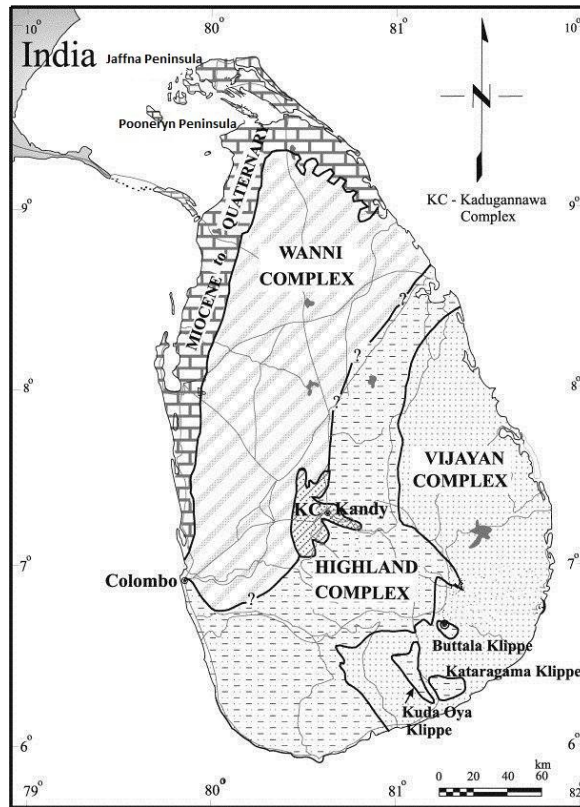 10° 80 81 10°
India
Jaffna Peninsula
Pooneryn Peninsula
N
KC - Kadugannawa
Complex
9° 9°
MIOCENE to QUATERNARY
WANNI
COMPLEX
?
?
8° 8°
?
VIJAYAN
COMPLEX
KC Kandy
7° 7°
HIGHLAND
COMPLEX
Colombo
?
Buttala Klippe
Kataragama Klippe
Kuda Oya
Klippe
6° 6°
km
0 20 40 60
79° 80° 81° 82°